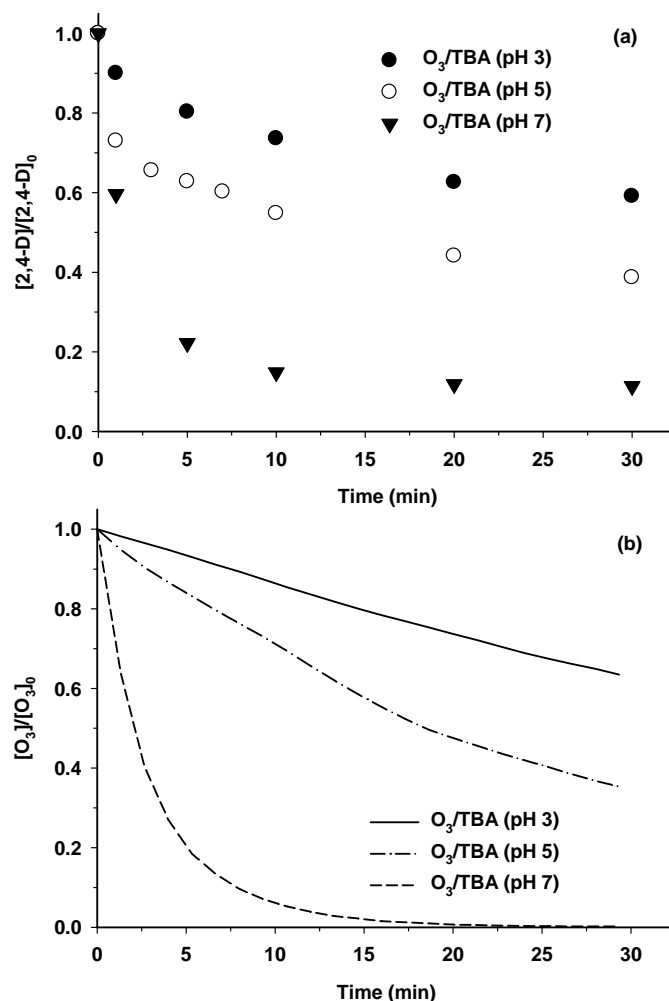 (a)
1.0
0.8
0.6
0.4
0.2
0.0
[2,4-D]/[2,4-D]₀
O₃/TBA (pH 3)
O₃/TBA (pH 5)
O₃/TBA (pH 7)
0 5 10 15 20 25 30
Time (min)
(b)
1.0
0.8
0.6
0.4
0.2
0.0
[O₃]/[O₃]₀
O₃/TBA (pH 3)
O₃/TBA (pH 5)
O₃/TBA (pH 7)
0 5 10 15 20 25 30
Time (min)